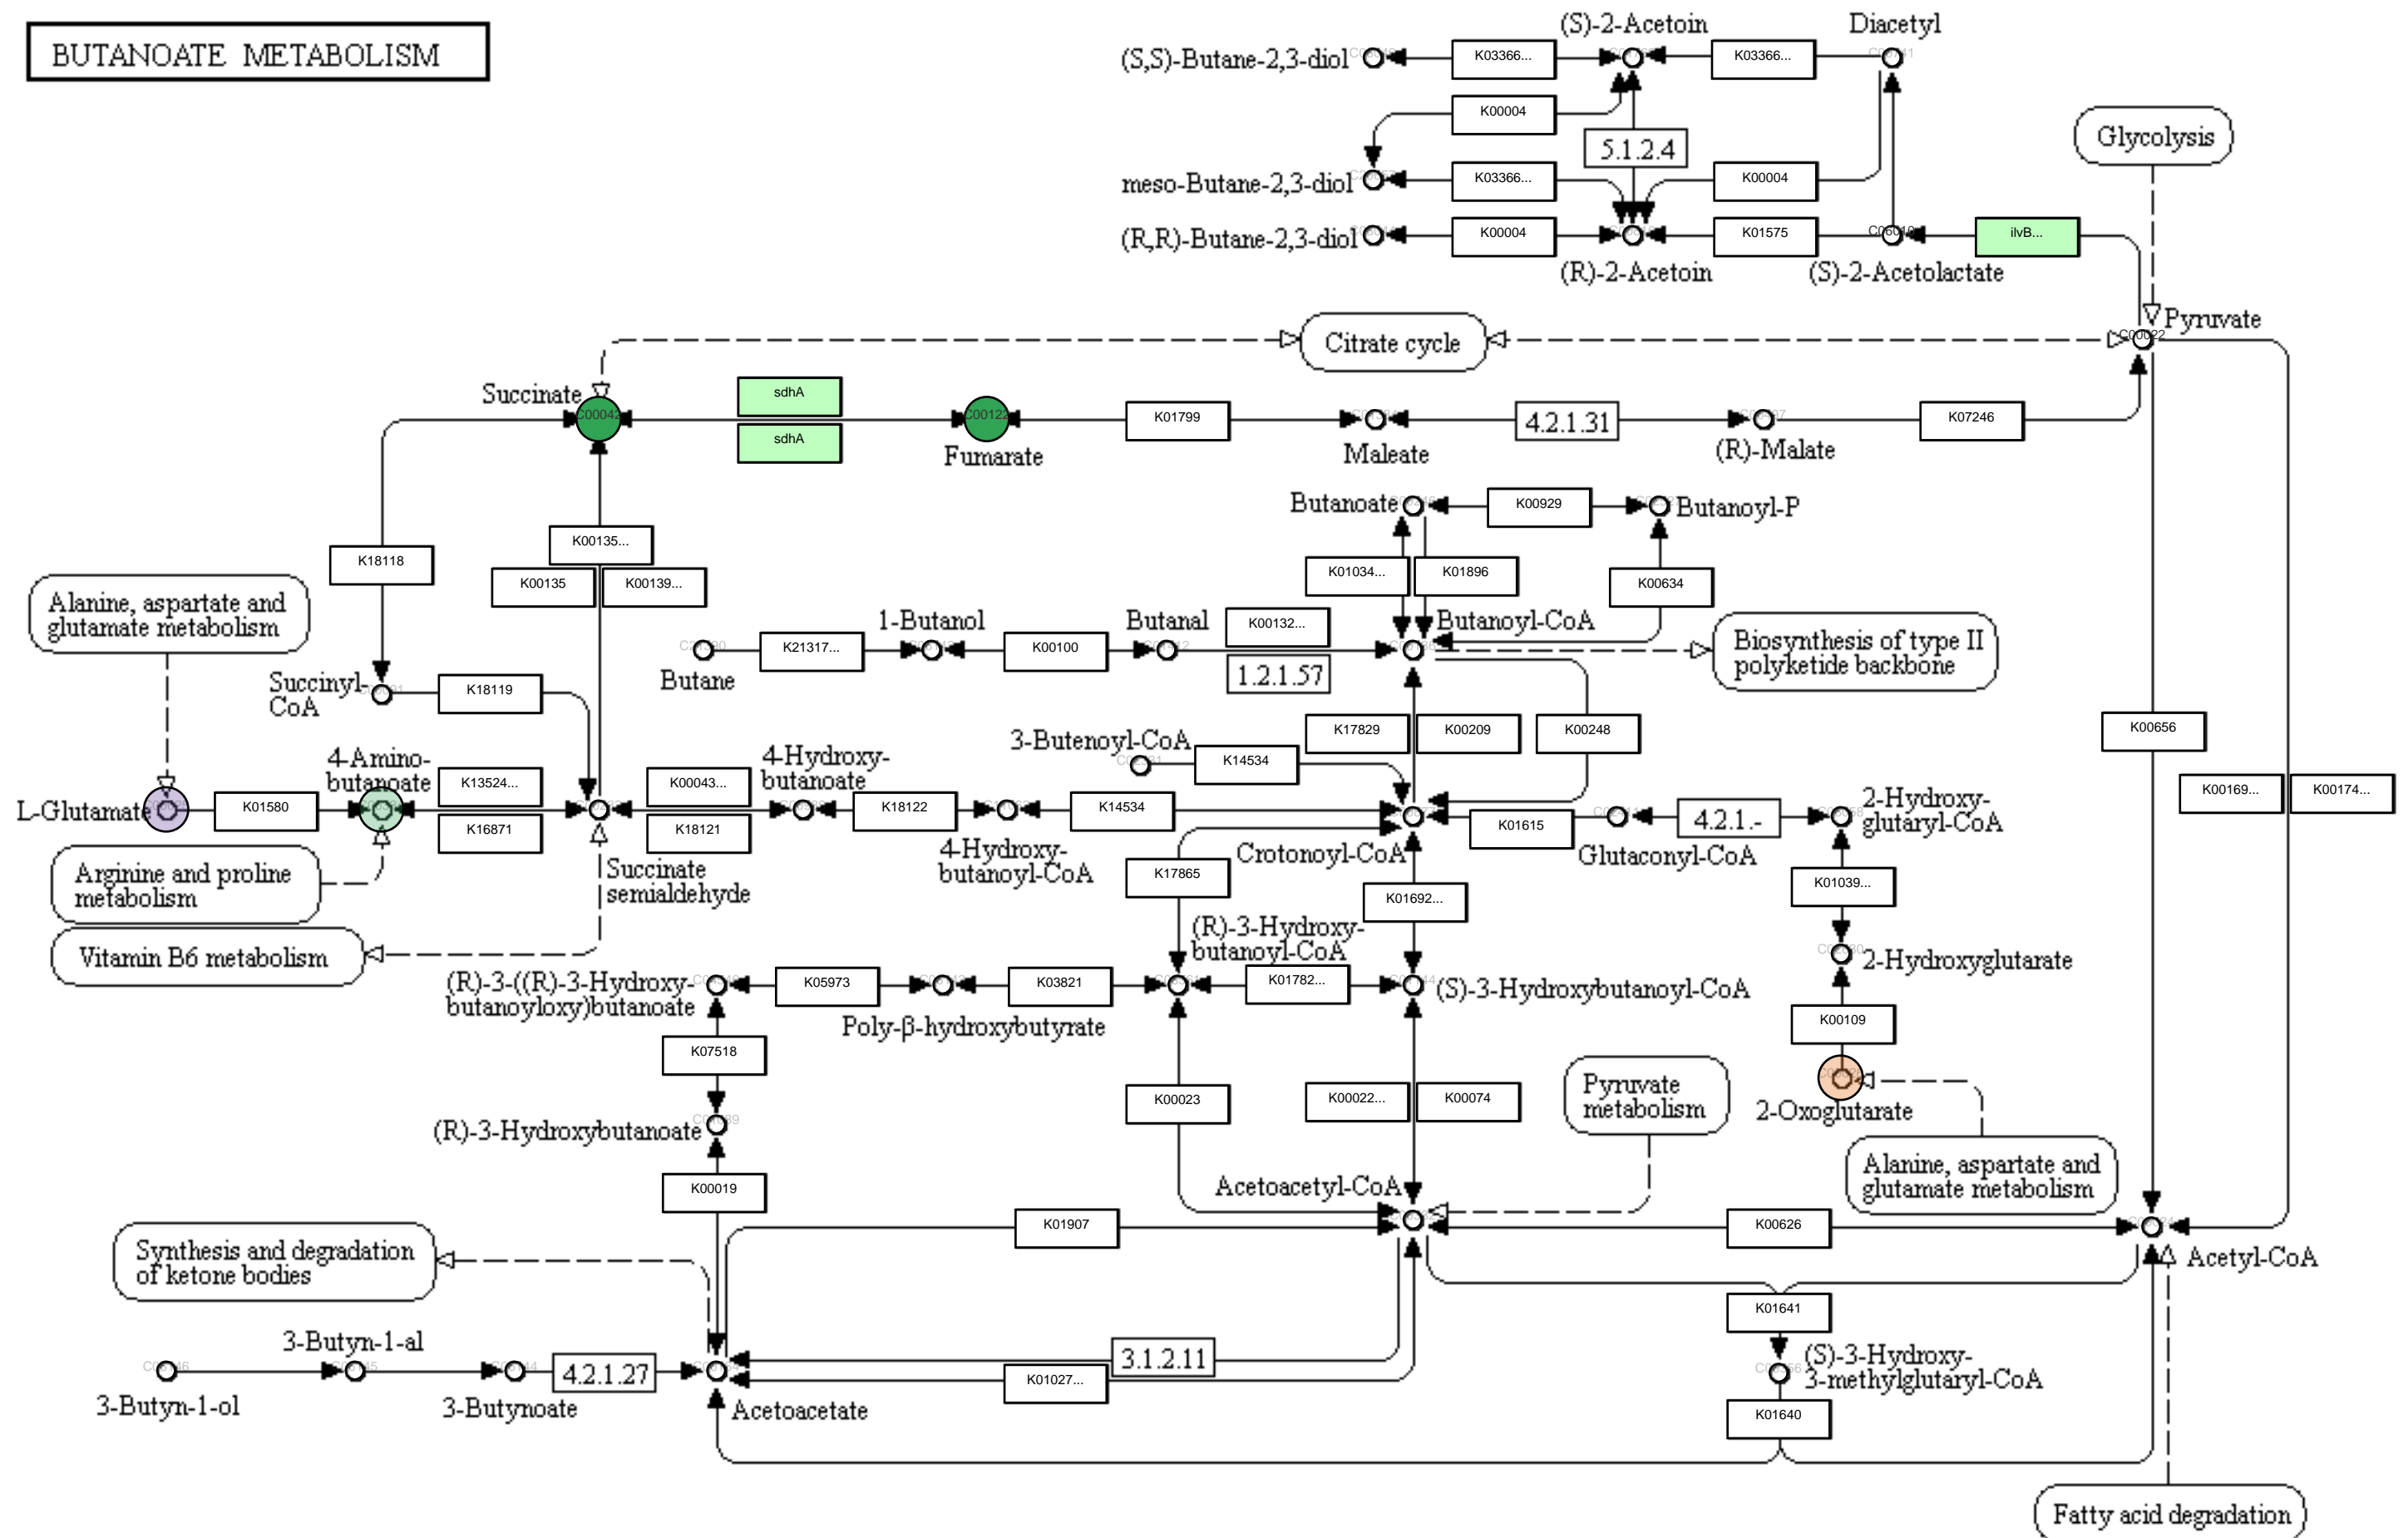 BUTANOATE METABOLISM
(S)-2-Acetoin
Diacetyl
(S,S)-Butane-2,3-diol
K03366...
K03366...
K00004
Glycolysis
5.1.2.4
meso-Butane-2,3-diol
K03366...
K00004
(R,R)-Butane-2,3-diol
K00004
K01575
C06010
ilvB...
(R)-2-Acetoin
(S)-2-Acetolactate
Pyruvate
C00022
Citrate cycle
Succinate
sdhA
C00042
C00122
K01799
4.2.1.31
K07246
sdhA
Fumarate
Maleate
(R)-Malate
Butanoate
K00929
Butanoyl-P
K18118
K00135...
K00135
K00139...
K01034...
K01896
K00634
Alanine, aspartate and
glutamate metabolism
1-Butanol
Butanal
K00132...
Butanoyl-CoA
K21317...
K00100
Butane
1.2.1.57
Biosynthesis of type II
polyketide backbone
Succinyl-
CoA
K18119
K17829
K00209
K00248
K00656
3-Butenoyl-CoA
K14534
4-Amino-
butanoate
K13524...
K00043...
4-Hydroxy-
butanoate
L-Glutamate
K01580
K16871
K18121
K18122
K14534
K01615
4.2.1.-
2-Hydroxy-
glutaryl-CoA
K00169...
K00174...
4-Hydroxy-
butanoyl-CoA
Crotonoyl-CoA
Glutaconyl-CoA
Succinate
semialdehyde
Arginine and proline
metabolism
K17865
K01692...
K01039...
Vitamin B6 metabolism
(R)-3-Hydroxy-
butanoyl-CoA
2-Hydroxyglutarate
(R)-3-((R)-3-Hydroxy-
butanoyloxy)butanoate
K05973
K03821
K01782...
(S)-3-Hydroxybutanoyl-CoA
Poly-β-hydroxybutyrate
K00109
K07518
K00023
K00022...
K00074
Pyruvate
metabolism
2-Oxoglutarate
(R)-3-Hydroxybutanoate
Alanine, aspartate and
glutamate metabolism
K00019
Acetoacetyl-CoA
K01907
K00626
Synthesis and degradation
of ketone bodies
Acetyl-CoA
K01641
3-Butyn-1-al
4.2.1.27
3.1.2.11
K01027...
(S)-3-Hydroxy-
3-methylglutaryl-CoA
3-Butyn-1-ol
3-Butynoate
Acetoacetate
K01640
Fatty acid degradation